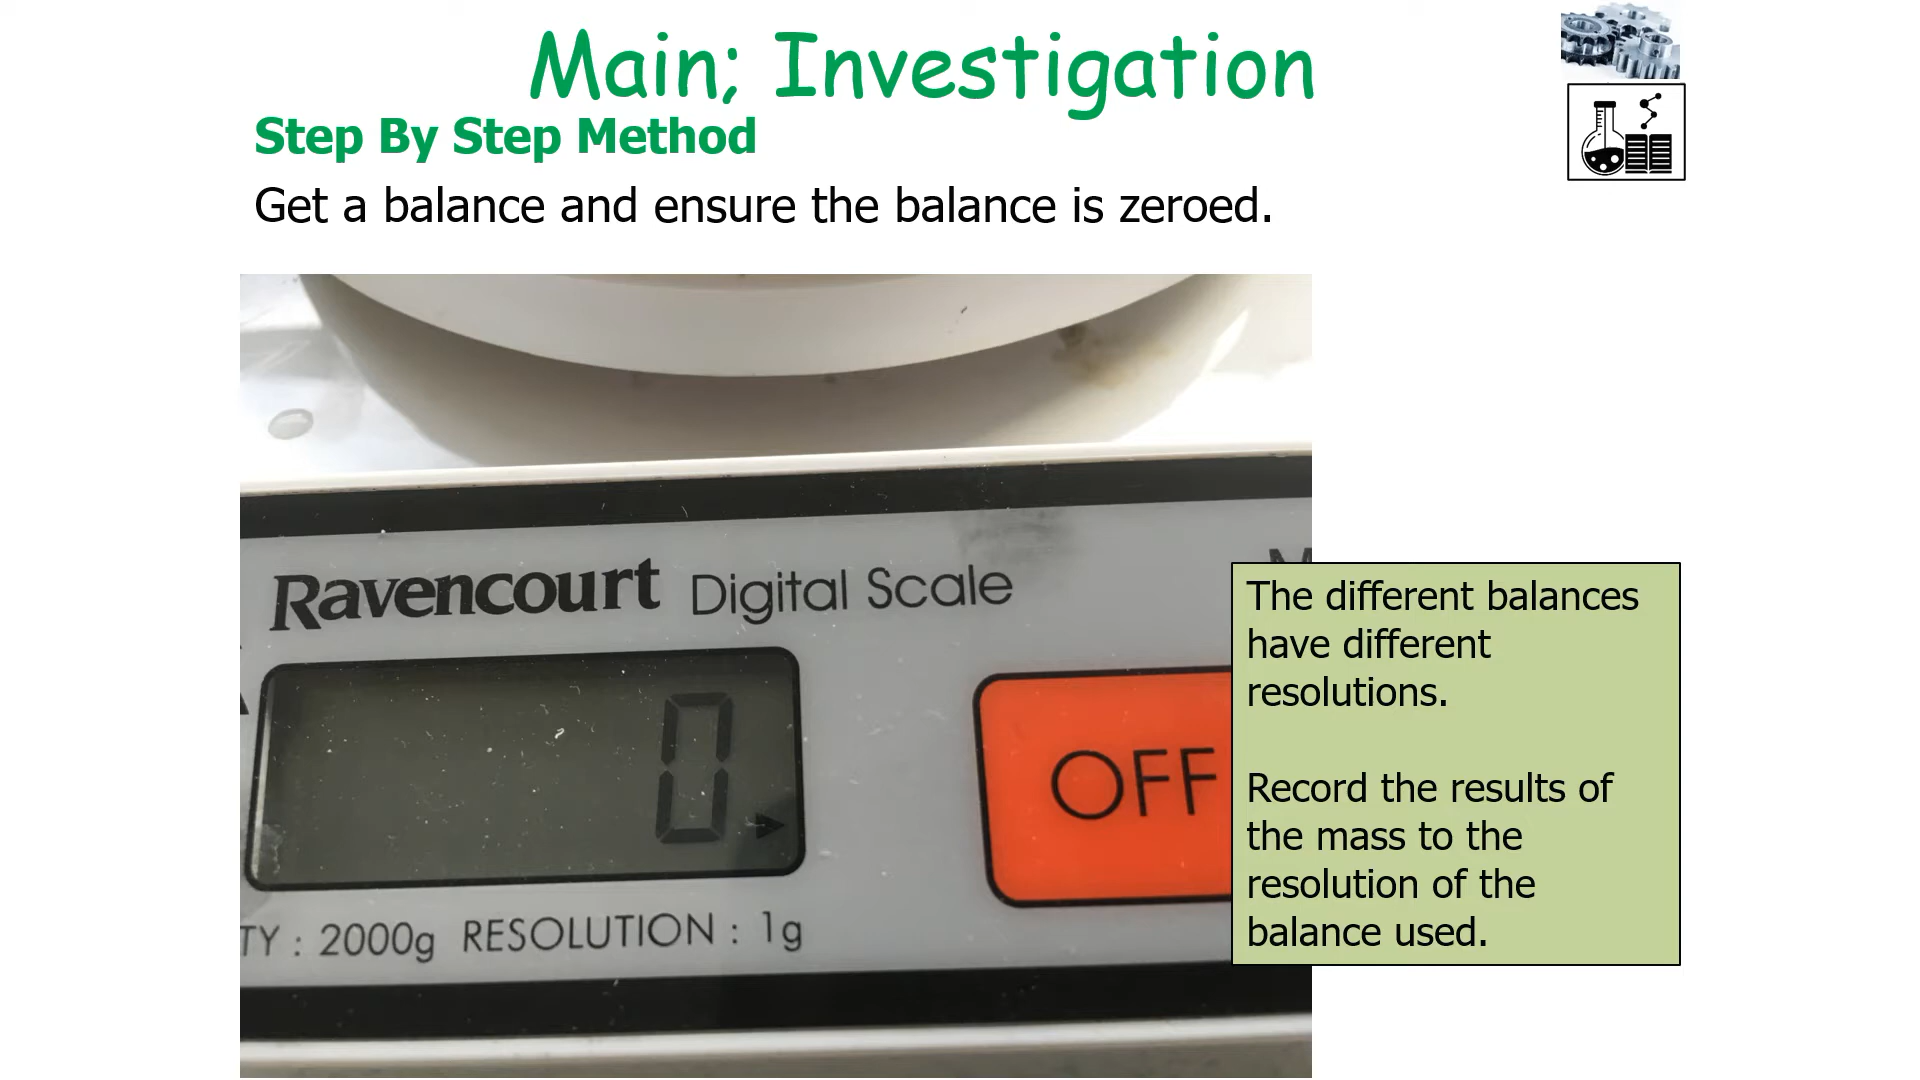 Main; Investigation
Step By Step Method
Get a balance and ensure the balance is zeroed.
Ravencourt Digital Scale
0
OFF
TY : 2000g RESOLUTION : 1g
The different balances
have different
resolutions.
Record the results of
the mass to the
resolution of the
balance used.